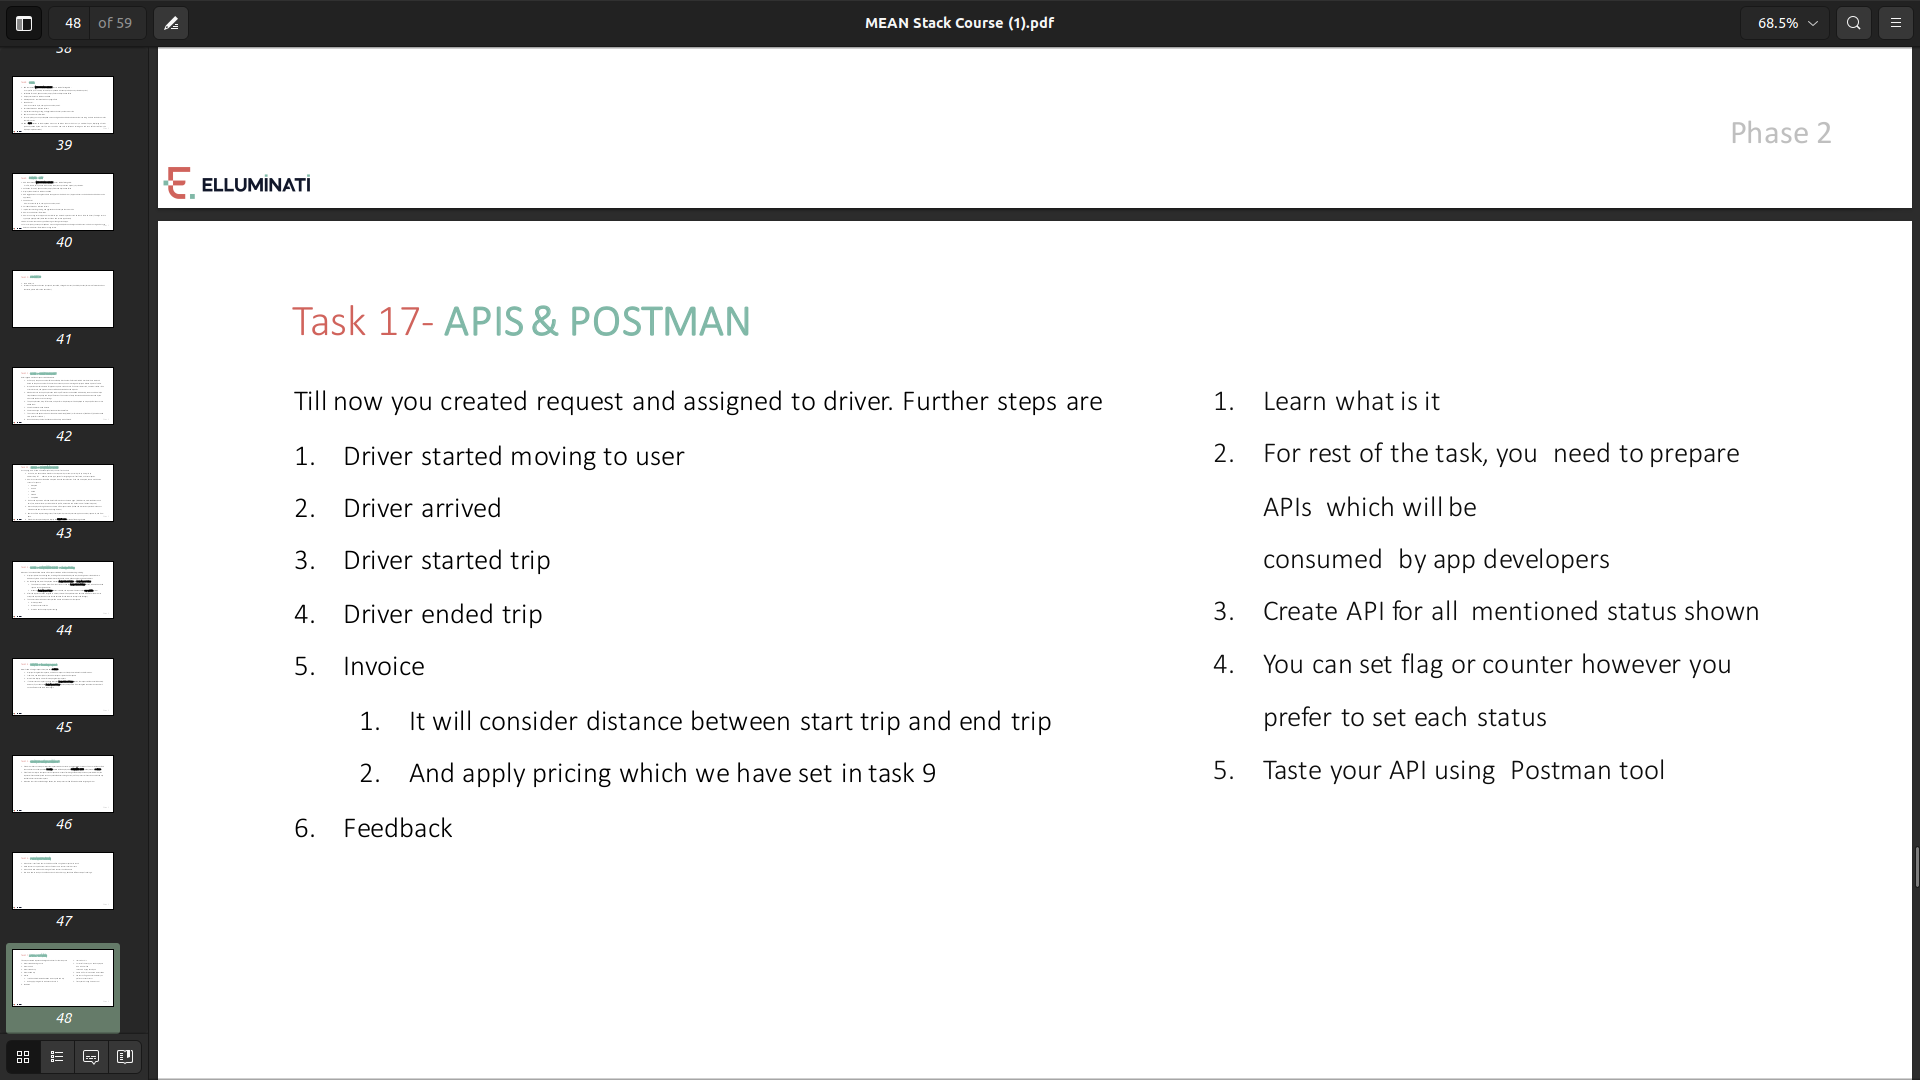 48 of 59
MEAN Stack Course (1).pdf
68.5%
38
39
40
41
42
43
44
45
46
47
48
Phase 2
ELLUMINATI
Task 17- APIS & POSTMAN
Till now you created request and assigned to driver. Further steps are
1. Driver started moving to user
2. Driver arrived
3. Driver started trip
4. Driver ended trip
5. Invoice
1. It will consider distance between start trip and end trip
2. And apply pricing which we have set in task 9
6. Feedback
1. Learn what is it
2. For rest of the task, you need to prepare
APIs which will be
consumed by app developers
3. Create API for all mentioned status shown
4. You can set flag or counter however you
prefer to set each status
5. Taste your API using Postman tool